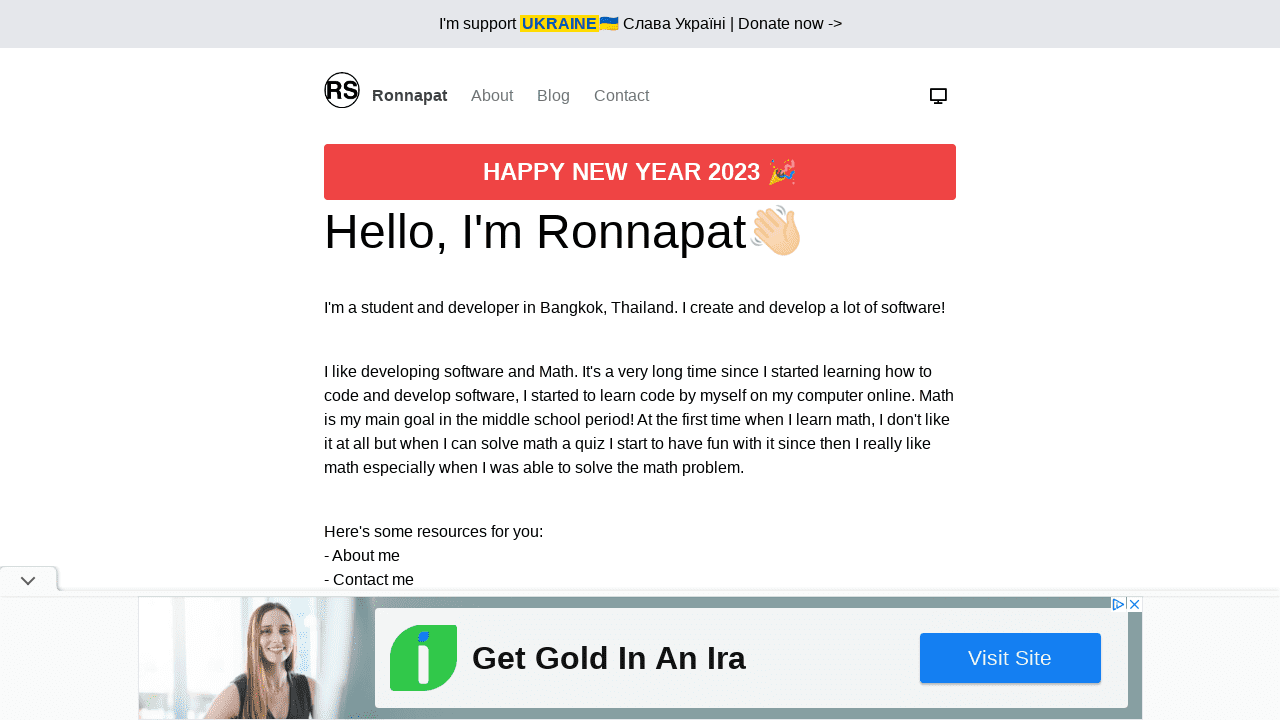 I'm support UKRAINE🇺🇦 Слава Україні | Donate now ->
RS Ronnapat About Blog Contact
HAPPY NEW YEAR 2023 🎉
Hello, I'm Ronnapat👋🏻
I'm a student and developer in Bangkok, Thailand. I create and develop a lot of software!
I like developing software and Math. It's a very long time since I started learning how to
code and develop software, I started to learn code by myself on my computer online. Math
is my main goal in the middle school period! At the first time when I learn math, I don't like
it at all but when I can solve math a quiz I start to have fun with it since then I really like
math especially when I was able to solve the math problem.
Here's some resources for you:
- About me
- Contact me
Get Gold In An Ira
Visit Site